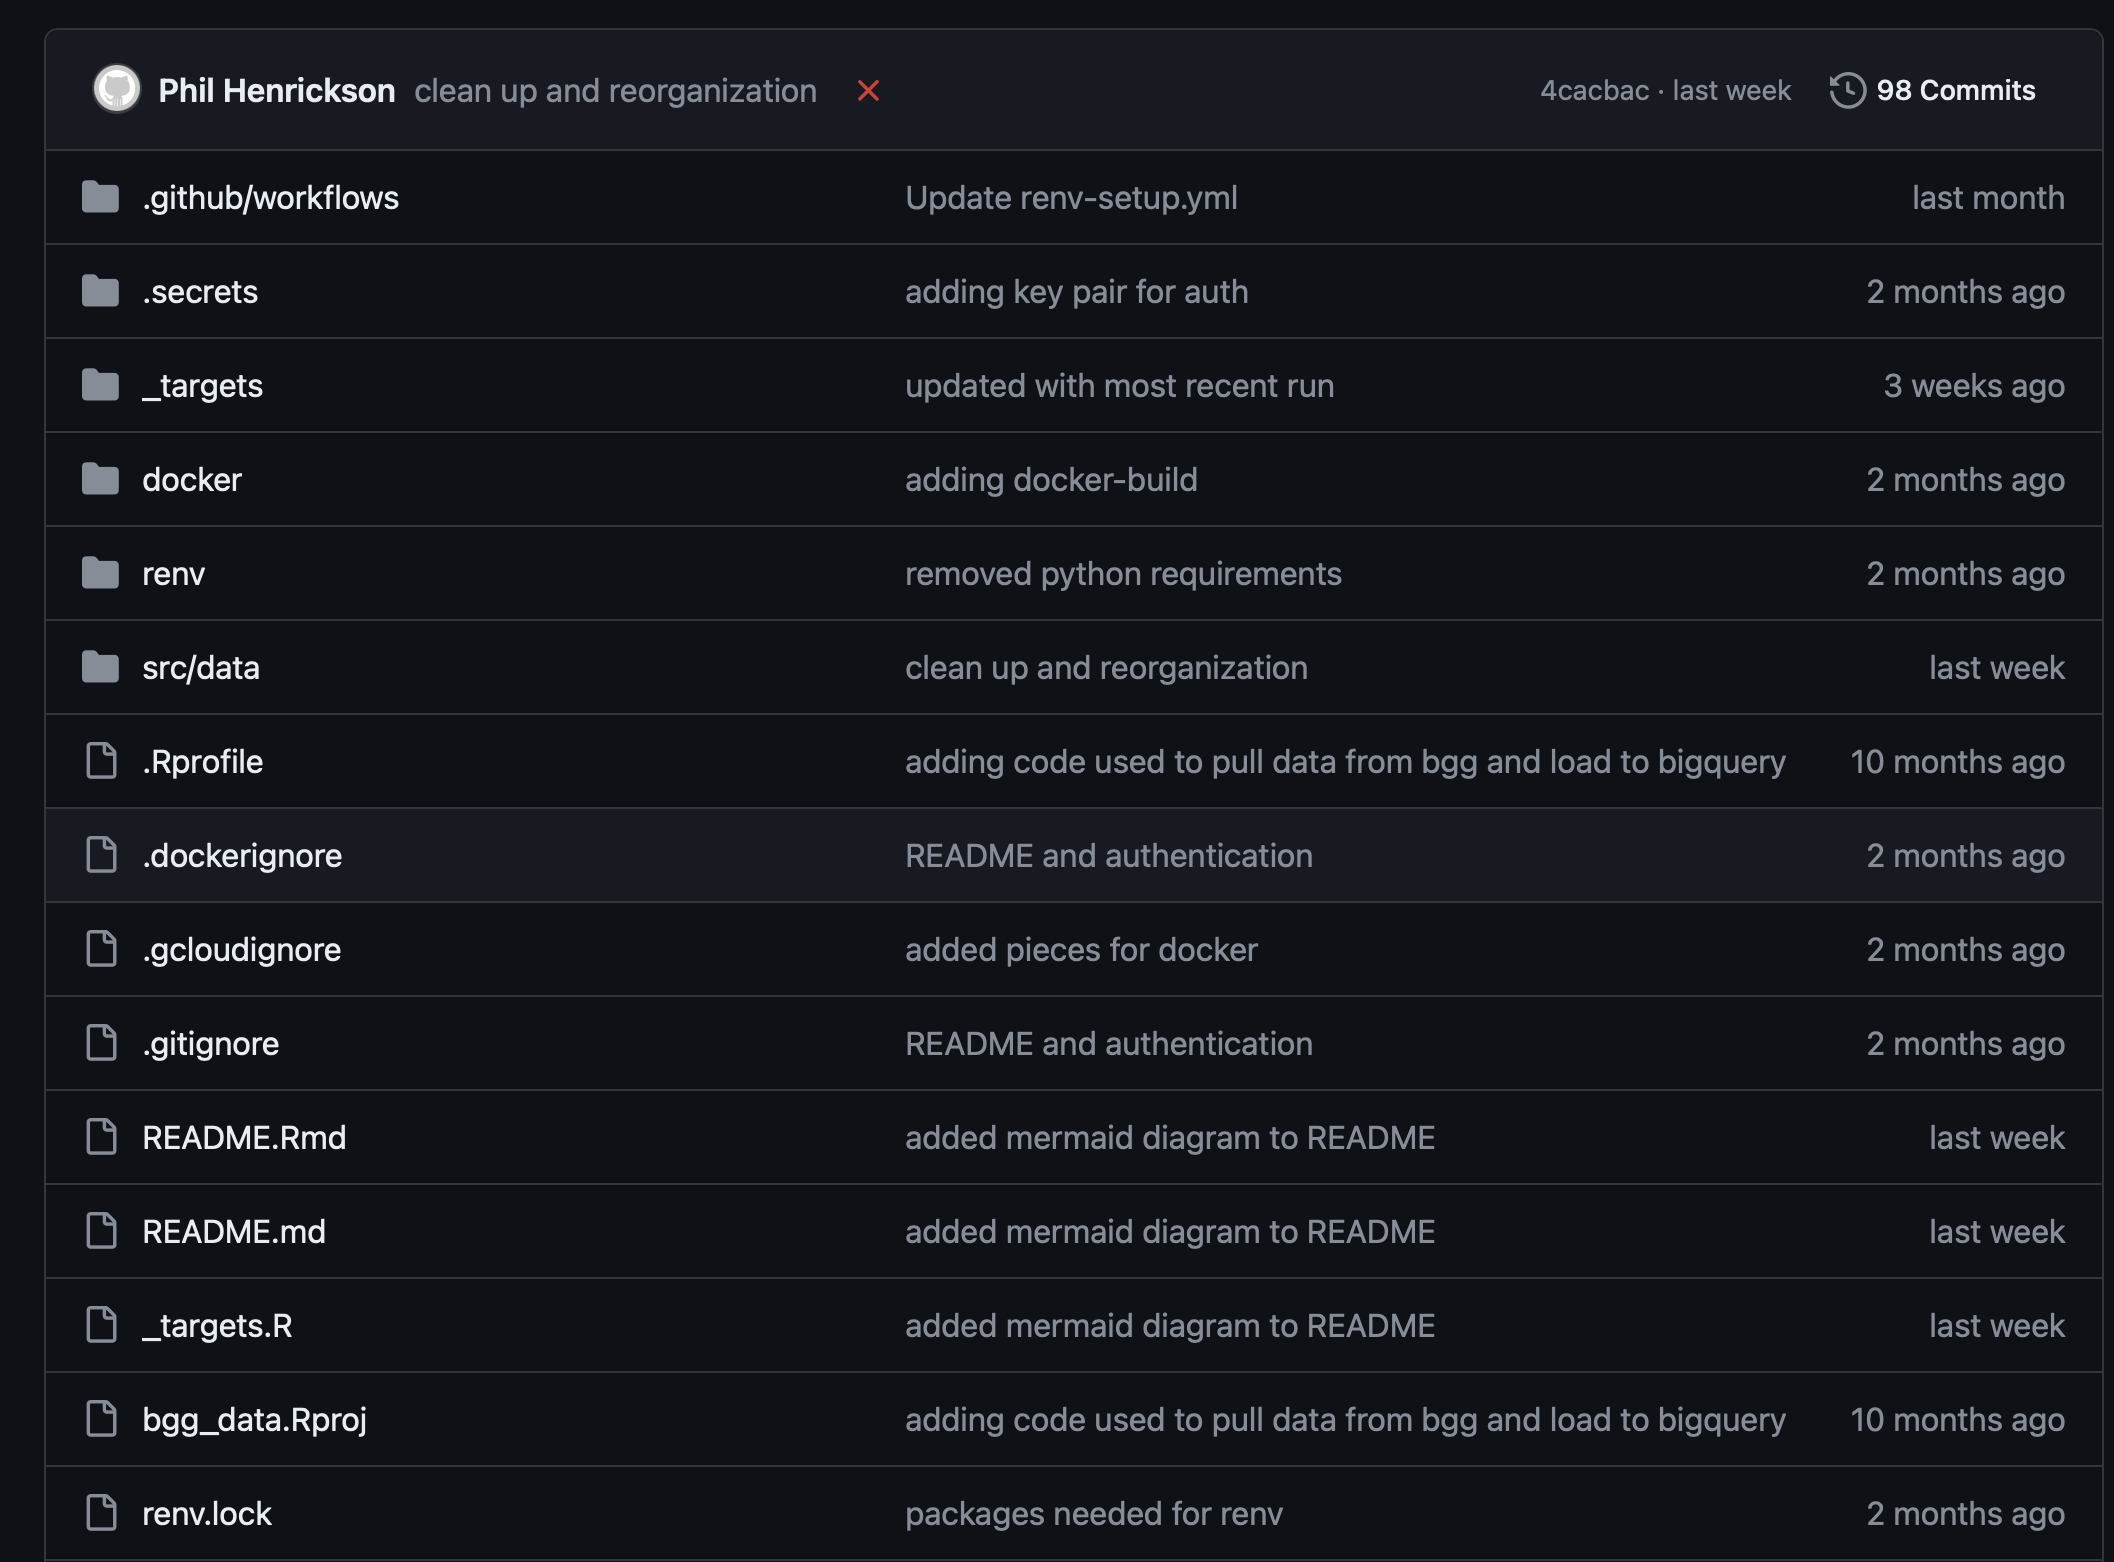 Phil Henrickson clean up and reorganization 4cacbac · last week 98 Commits
.github/workflows Update renv-setup.yml last month
.secrets adding key pair for auth 2 months ago
_targets updated with most recent run 3 weeks ago
docker adding docker-build 2 months ago
renv removed python requirements 2 months ago
src/data clean up and reorganization last week
.Rprofile adding code used to pull data from bgg and load to bigquery 10 months ago
.dockerignore README and authentication 2 months ago
.gcloudignore added pieces for docker 2 months ago
.gitignore README and authentication 2 months ago
README.Rmd added mermaid diagram to README last week
README.md added mermaid diagram to README last week
_targets.R added mermaid diagram to README last week
bgg_data.Rproj adding code used to pull data from bgg and load to bigquery 10 months ago
renv.lock packages needed for renv 2 months ago